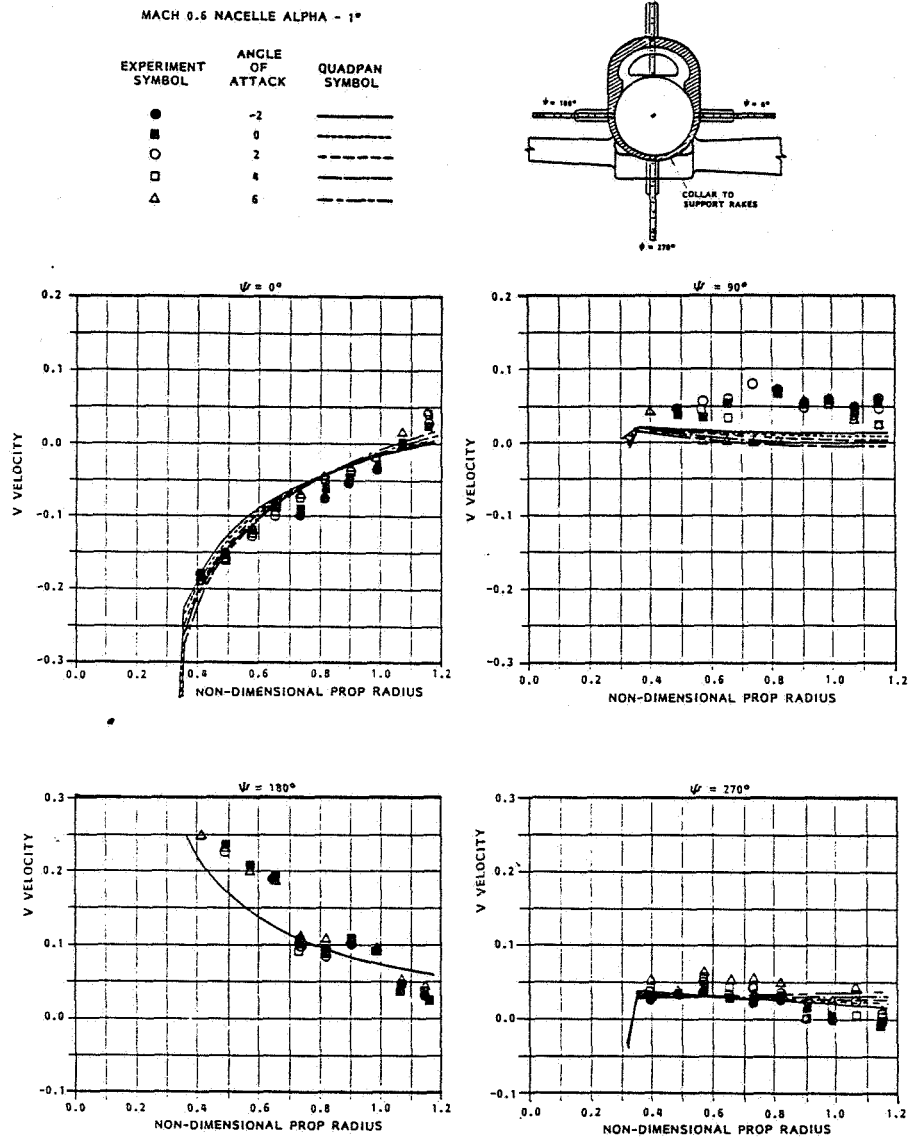 MACH 0.6 NACELLE ALPHA - 1°
EXPERIMENT SYMBOL
ANGLE OF ATTACK
QUADPAN SYMBOL
-2
0
2
4
6
ψ = 180°
ψ = 0°
COLLAR TO
SUPPORT RAKES
ψ = 270°
ψ = 0°
V VELOCITY
0.2
0.1
0.0
-0.1
-0.2
-0.3
0.0 0.2 0.4 0.6 0.8 1.0 1.2
NON-DIMENSIONAL PROP RADIUS
ψ = 90°
V VELOCITY
0.2
0.1
0.0
-0.1
-0.2
-0.3
0.0 0.2 0.4 0.6 0.8 1.0 1.2
NON-DIMENSIONAL PROP RADIUS
ψ = 180°
V VELOCITY
0.3
0.2
0.1
0.0
-0.1
0.0 0.2 0.4 0.6 0.8 1.0 1.2
NON-DIMENSIONAL PROP RADIUS
ψ = 270°
V VELOCITY
0.3
0.2
0.1
0.0
-0.1
0.0 0.2 0.4 0.6 0.8 1.0 1.2
NON-DIMENSIONAL PROP RADIUS